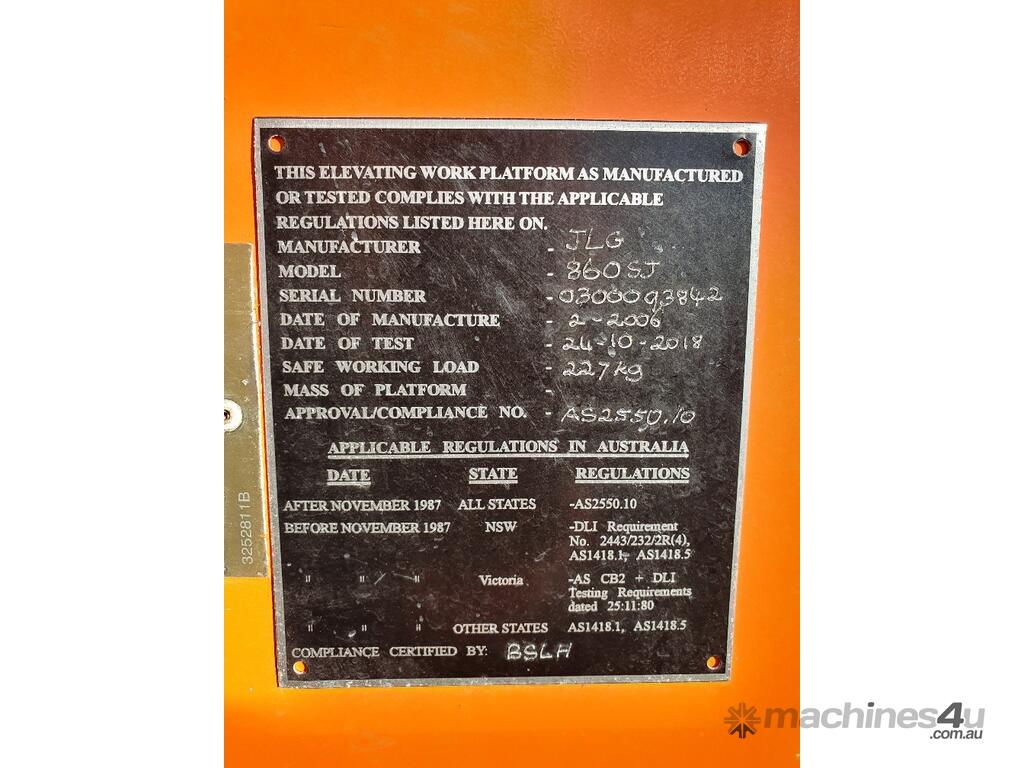 THIS ELEVATING WORK PLATFORM AS MANUFACTURED
OR TESTED COMPLIES WITH THE APPLICABLE
REGULATIONS LISTED HERE ON.
MANUFACTURER - JLG
MODEL - 860SJ
SERIAL NUMBER - 0300093842
DATE OF MANUFACTURE - 2-2006
DATE OF TEST - 24-10-2018
SAFE WORKING LOAD - 227kg
MASS OF PLATFORM -
APPROVAL/COMPLIANCE NO. - AS2550.10
APPLICABLE REGULATIONS IN AUSTRALIA
DATE STATE REGULATIONS
AFTER NOVEMBER 1987 ALL STATES -AS2550.10
BEFORE NOVEMBER 1987 NSW -DLI Requirement
No. 2443/232/2R(4),
AS1418.1, AS1418.5
" " " Victoria -AS CB2 + DLI
Testing Requirements
dated 25:11:80
" " " OTHER STATES AS1418.1, AS1418.5
COMPLIANCE CERTIFIED BY: BSLH
3252811B
machines4u
.com.au